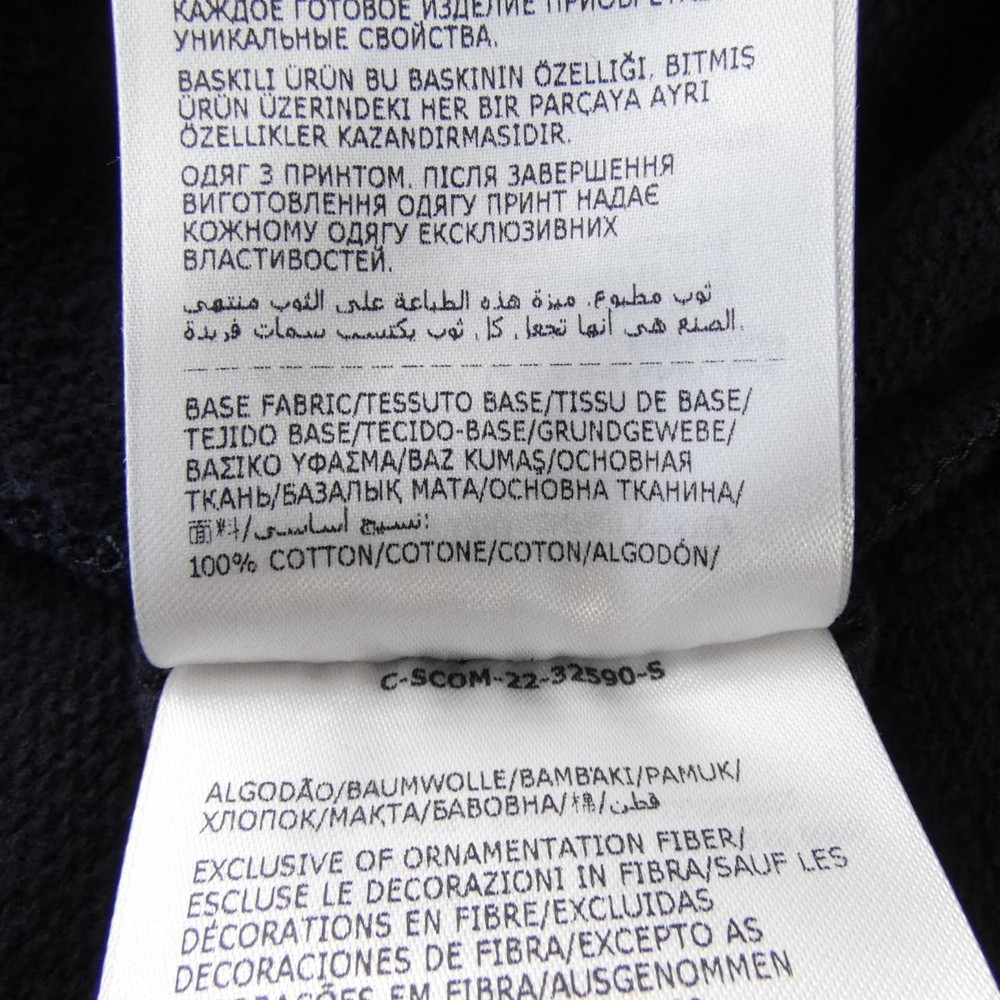 КАЖДОЕ ГОТОВОЕ ИЗДЕЛИЕ
УНИКАЛЬНЫЕ СВОЙСТВА.
BASKILI ÜRÜN BU BASKININ ÖZELLIĞI, BITMIŞ
ÜRÜN ÜZERINDEKI HER BIR PARÇAYA AYRI
ÖZELLIKLER KAZANDIRMASIDIR.
ОДЯГ З ПРИНТОМ. ПІСЛЯ ЗАВЕРШЕННЯ
ВИГОТОВЛЕННЯ ОДЯГУ ПРИНТ НАДАЄ
КОЖНОМУ ОДЯГУ ЕКСКЛЮЗИВНИХ
ВЛАСТИВОСТЕЙ.
ثوب مطبوع. ميزة هذه الطباعة على الثوب منتهي
الصنع هي أنها تجعل كل ثوب يكتسب سمات فريدة.
BASE FABRIC/TESSUTO BASE/TISSU DE BASE/
TEJIDO BASE/TECIDO-BASE/GRUNDGEWEBE/
ΒΑΣΙΚΟ ΥΦΑΣΜΑ/BAZ KUMAŞ/ОСНОВНАЯ
ТКАНЬ/БАЗАЛЫҚ МАТА/ОСНОВНА ТКАНИНА/
面料/نسيج أساسي:
100% COTTON/COTONE/COTON/ALGODÓN/
C-SCOM-22-32590-S
ALGODÃO/BAUMWOLLE/ΒΑΜΒΆΚΙ/PAMUK/
ХЛОПОК/МАҚТА/БАВОВНА/棉/قطن
EXCLUSIVE OF ORNAMENTATION FIBER/
ESCLUSE LE DECORAZIONI IN FIBRA/SAUF LES
DÉCORATIONS EN FIBRE/EXCLUIDAS
DECORACIONES DE FIBRA/EXCEPTO AS
EM FIBRA/AUSGENOMMEN